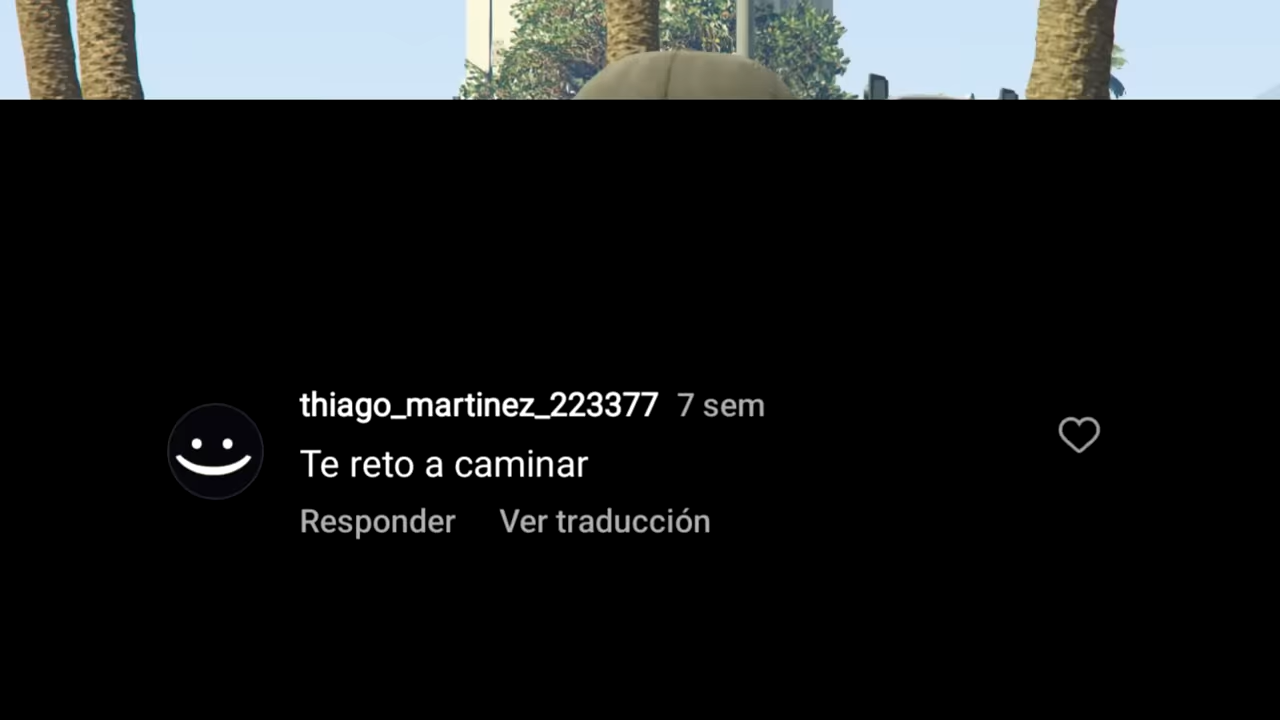 thiago_martinez_223377 7 sem
Te reto a caminar
Responder Ver traducción